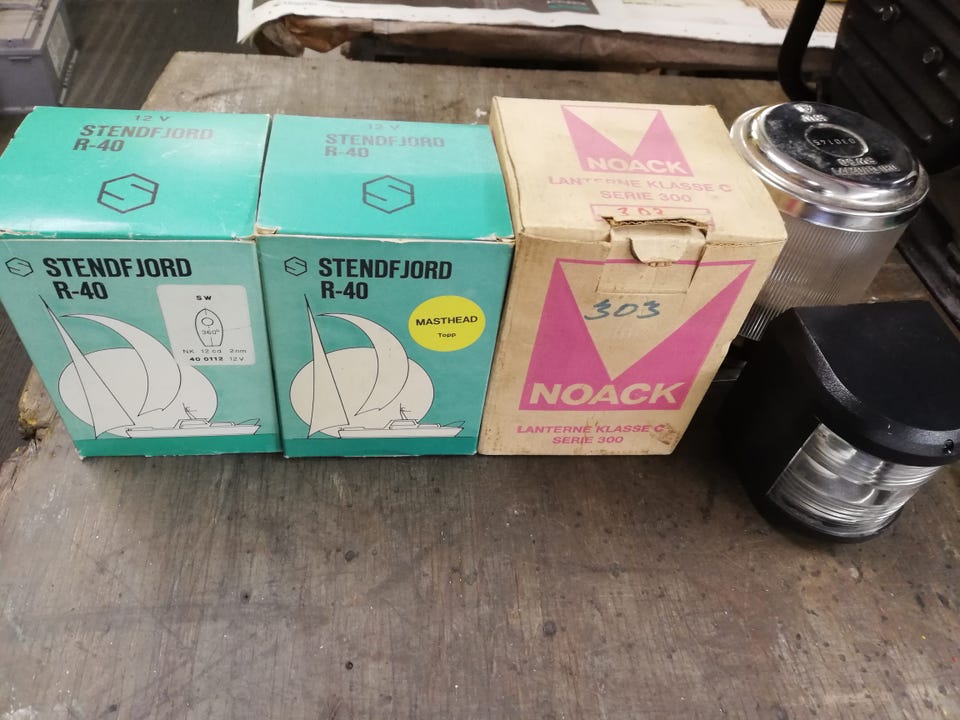 12 V
STENDFJORD
R-40
STENDFJORD
R-40
SW
360°
NK 12 cd 2nm
40 0112 12V
12 V
STENDFJORD
R-40
STENDFJORD
R-40
MASTHEAD
Topp
NOACK
LANTERNE KLASSE C
SERIE 300
303
303
NOACK
LANTERNE KLASSE C
SERIE 300